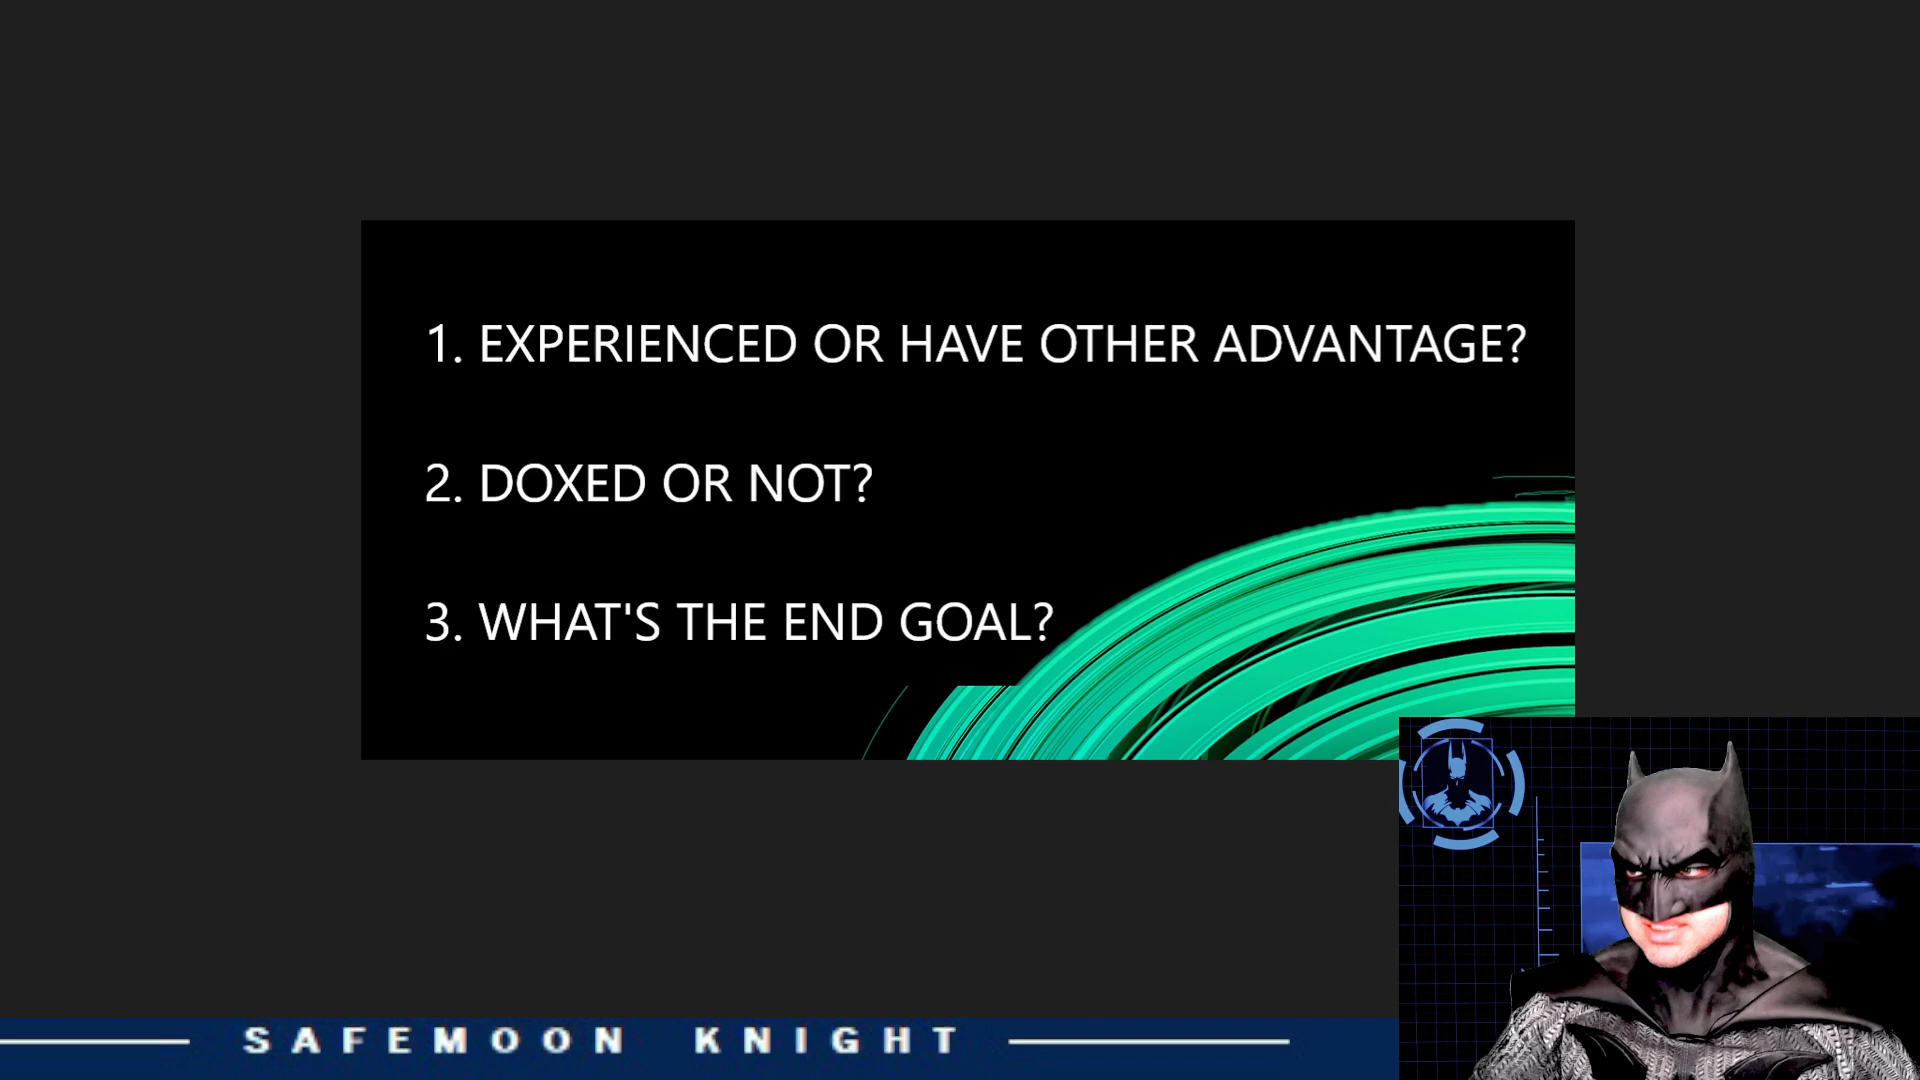 1. EXPERIENCED OR HAVE OTHER ADVANTAGE?
2. DOXED OR NOT?
3. WHAT'S THE END GOAL?
SAFEMOON KNIGHT